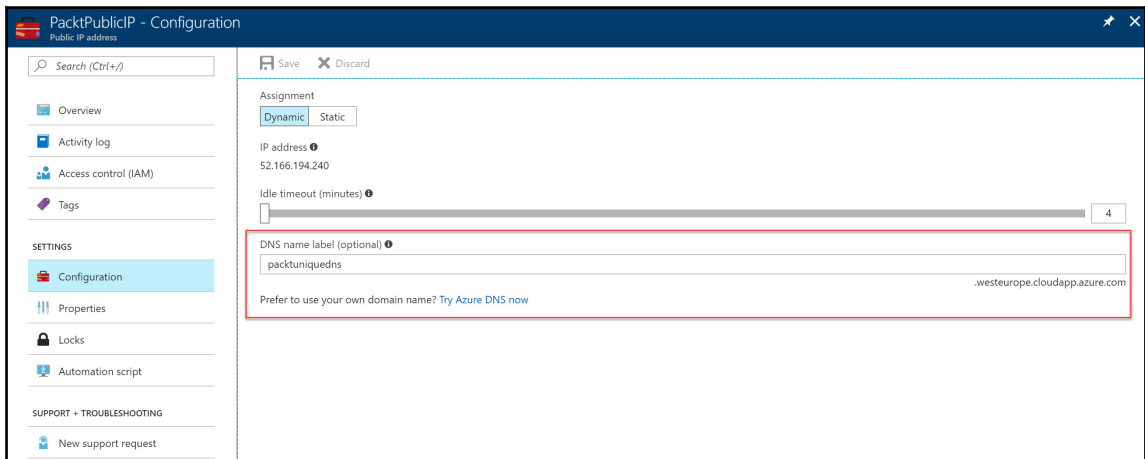 PacktPublicIP - Configuration
Public IP address
Search (Ctrl+/)
Overview
Activity log
Access control (IAM)
Tags
SETTINGS
Configuration
Properties
Locks
Automation script
SUPPORT + TROUBLESHOOTING
New support request
Save Discard
Assignment
Dynamic Static
IP address
52.166.194.240
Idle timeout (minutes)
4
DNS name label (optional)
packtuniquedns
.westeurope.cloudapp.azure.com
Prefer to use your own domain name? Try Azure DNS now